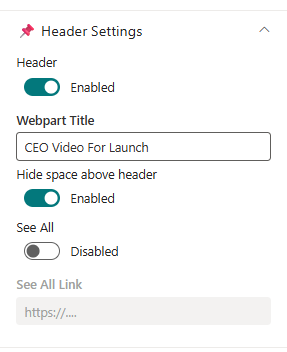 Header Settings
Header
Enabled
Webpart Title
CEO Video For Launch
Hide space above header
Enabled
See All
Disabled
See All Link
https://....